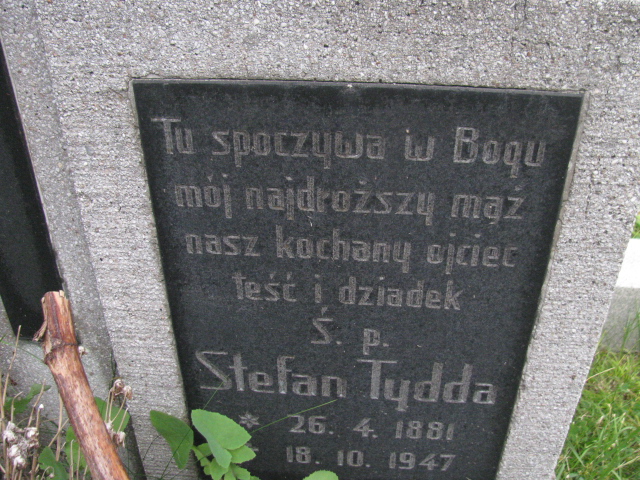 Tu spoczywa w Bogu
mój najdroższy mąż
nasz kochany ojciec
teść i dziadek
Ś. p.
Stefan Tydda
* 26. 4. 1881
18. 10. 1947